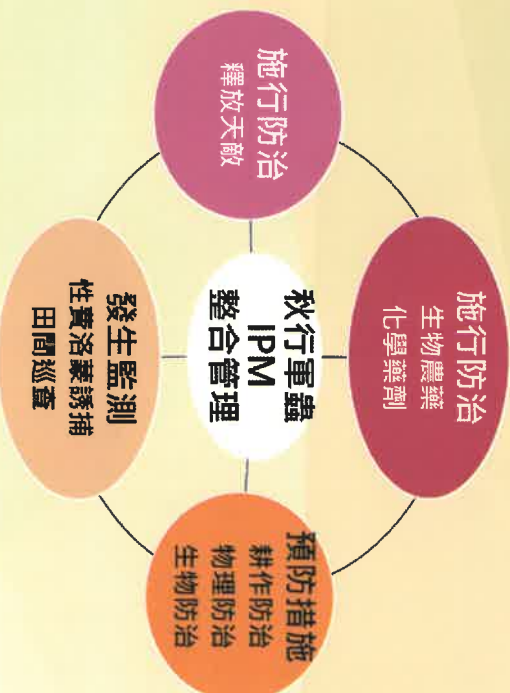 施行防治
生物農藥
化學藥劑
施行防治
釋放天敵
秋行軍蟲
IPM
整合管理
預防措施
耕作防治
物理防治
生物防治
發生監測
性費洛蒙誘捕
田間巡查